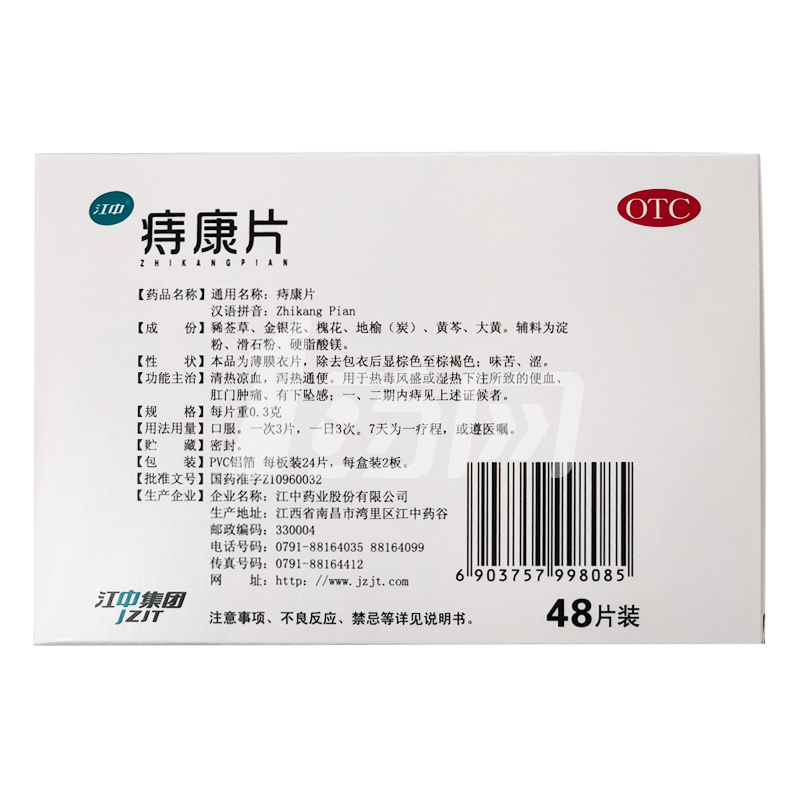 江中
OTC
痔康片
ZHIKANGPIAN
【药品名称】通用名称：痔康片
汉语拼音：Zhikang Pian
【成　　份】豨莶草、金银花、槐花、地榆（炭）、黄芩、大黄。辅料为淀
粉、滑石粉、硬脂酸镁。
【性　　状】本品为薄膜衣片，除去包衣后显棕色至棕褐色；味苦、涩。
【功能主治】清热凉血，泻热通便。用于热毒风盛或湿热下注所致的便血、
肛门肿痛、有下坠感；一、二期内痔见上述证候者。
【规　　格】每片重0.3克
【用法用量】口服。一次3片，一日3次。7天为一疗程，或遵医嘱。
【贮　　藏】密封。
【包　　装】PVC铝箔 每板装24片，每盒装2板。
【批准文号】国药准字Z10960032
【生产企业】企业名称：江中药业股份有限公司
生产地址：江西省南昌市湾里区江中药谷
邮政编码：330004
电话号码：0791-88164035 88164099
传真号码：0791-88164412
网　　址：http: //www.jzjt.com
6 903757 998085
江中集团
JZJT
注意事项、不良反应、禁忌等详见说明书。
48片装